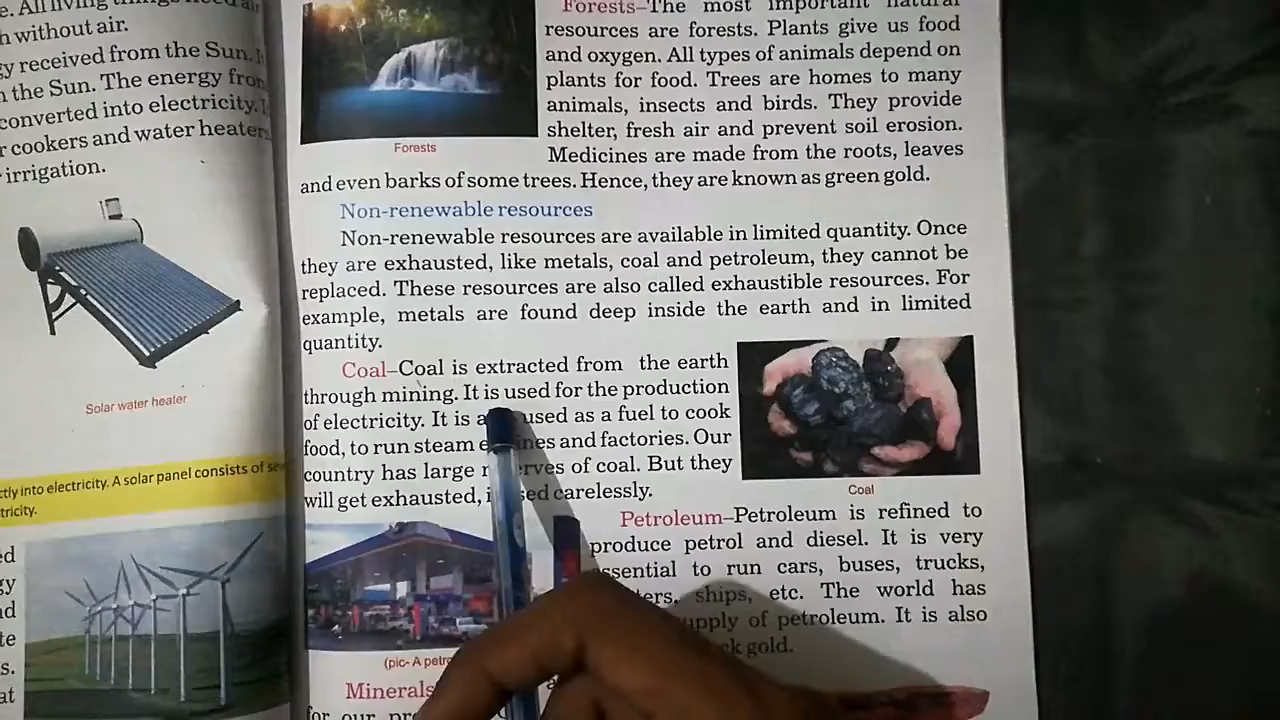 e. All living things need air
h without air.
gy received from the Sun.
n the Sun. The energy from
converted into electricity.
r cookers and water heater
irrigation.
Solar water heater
ctly into electricity. A solar panel consists of
tricity.
ed
gy
nd
te
s.
at
Forests–The most important natural
resources are forests. Plants give us food
and oxygen. All types of animals depend on
plants for food. Trees are homes to many
animals, insects and birds. They provide
shelter, fresh air and prevent soil erosion.
Forests
Medicines are made from the roots, leaves
and even barks of some trees. Hence, they are known as green gold.
Non-renewable resources
Non-renewable resources are available in limited quantity. Once
they are exhausted, like metals, coal and petroleum, they cannot be
replaced. These resources are also called exhaustible resources. For
example, metals are found deep inside the earth and in limited
quantity.
Coal–Coal is extracted from the earth
through mining. It is used for the production
of electricity. It is a used as a fuel to cook
food, to run steam e ines and factories. Our
country has large r erves of coal. But they
will get exhausted, i sed carelessly.
Coal
Petroleum–Petroleum is refined to
produce petrol and diesel. It is very
ssential to run cars, buses, trucks,
ters, ships, etc. The world has
upply of petroleum. It is also
ck gold.
(pic- A petro
Minerals
for our pr